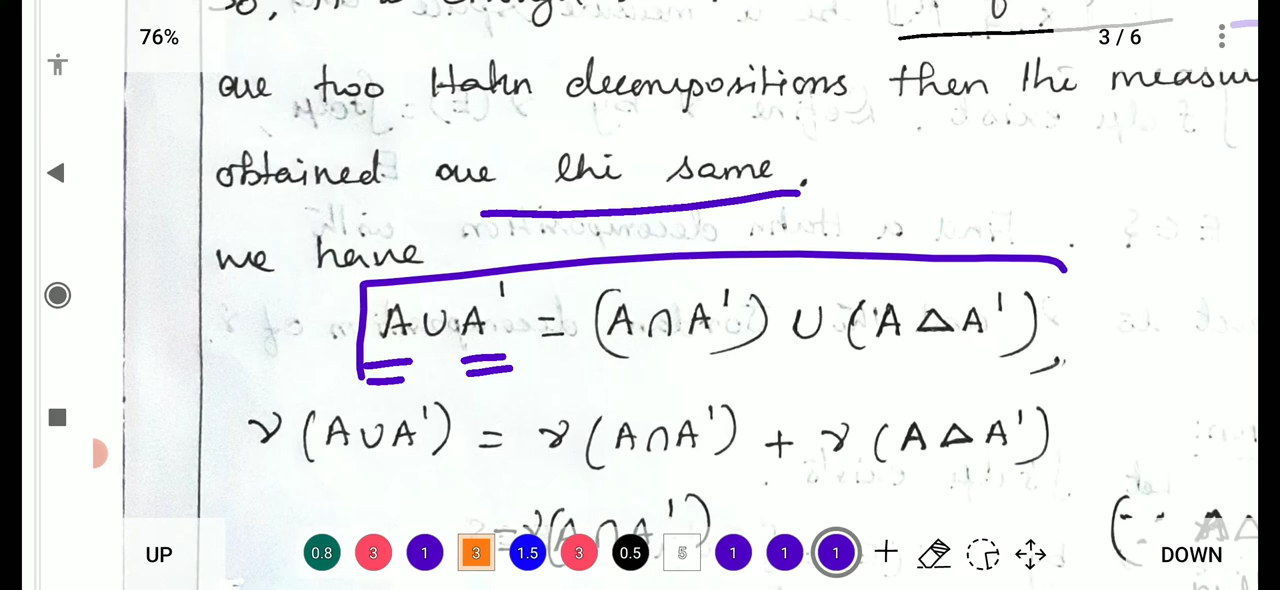 76%
3 / 6
are two Hahn decompositions then the
obtained are the same.
we have
A ∪ A' = (A ∩ A') ∪ (A Δ A'),
γ (A ∪ A') = γ (A ∩ A') + γ (A Δ A')
= γ (A ∩ A')
UP 0.8 3 1 3 1.5 3 0.5 5 1 1 1 DOWN